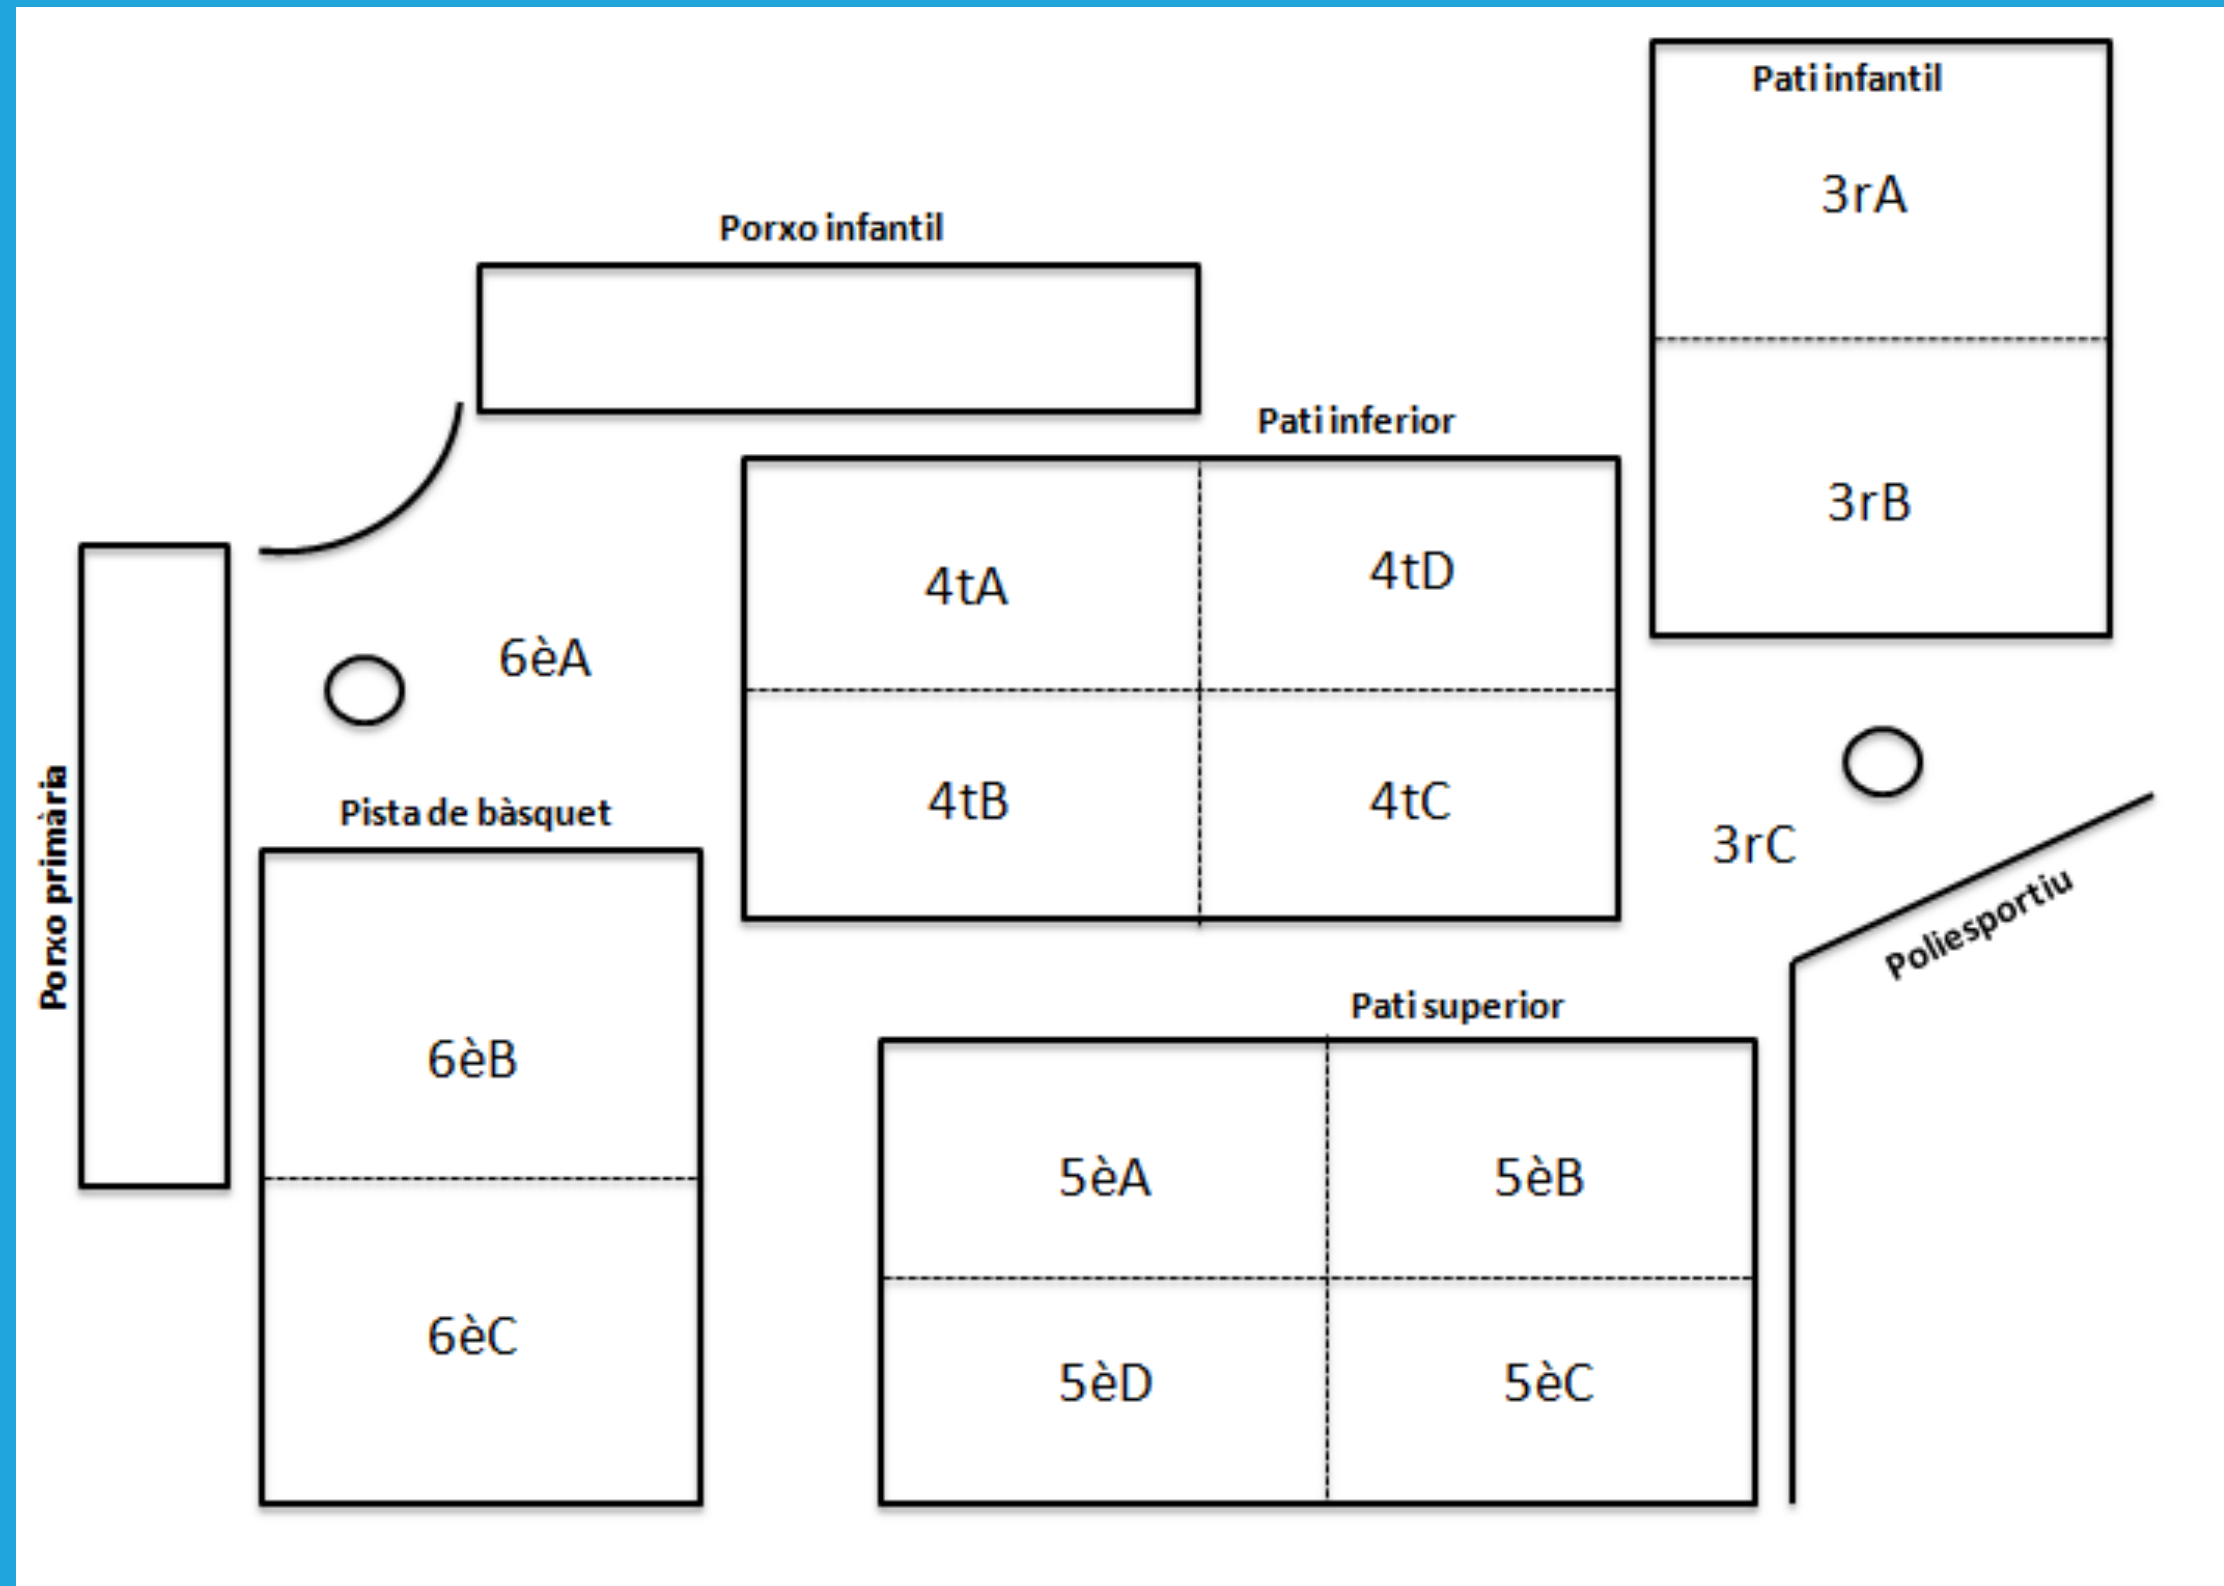 Pati infantil
3rA
Porxo infantil
Pati inferior
3rB
4tA
4tD
6èA
4tB
4tC
Pista de bàsquet
3rC
Porxo primària
Poliesportiu
Pati superior
6èB
5èA
5èB
6èC
5èD
5èC